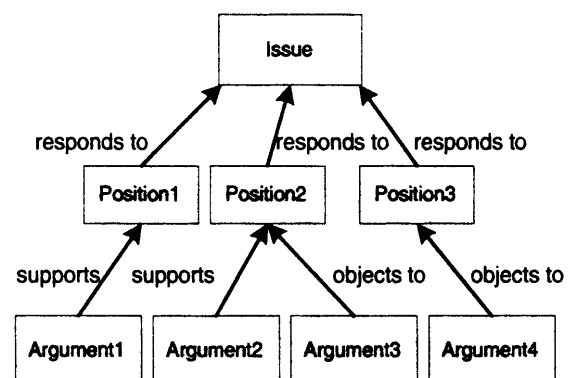 Issue
responds to responds to responds to
Position1 Position2 Position3
supports supports objects to objects to
Argument1 Argument2 Argument3 Argument4